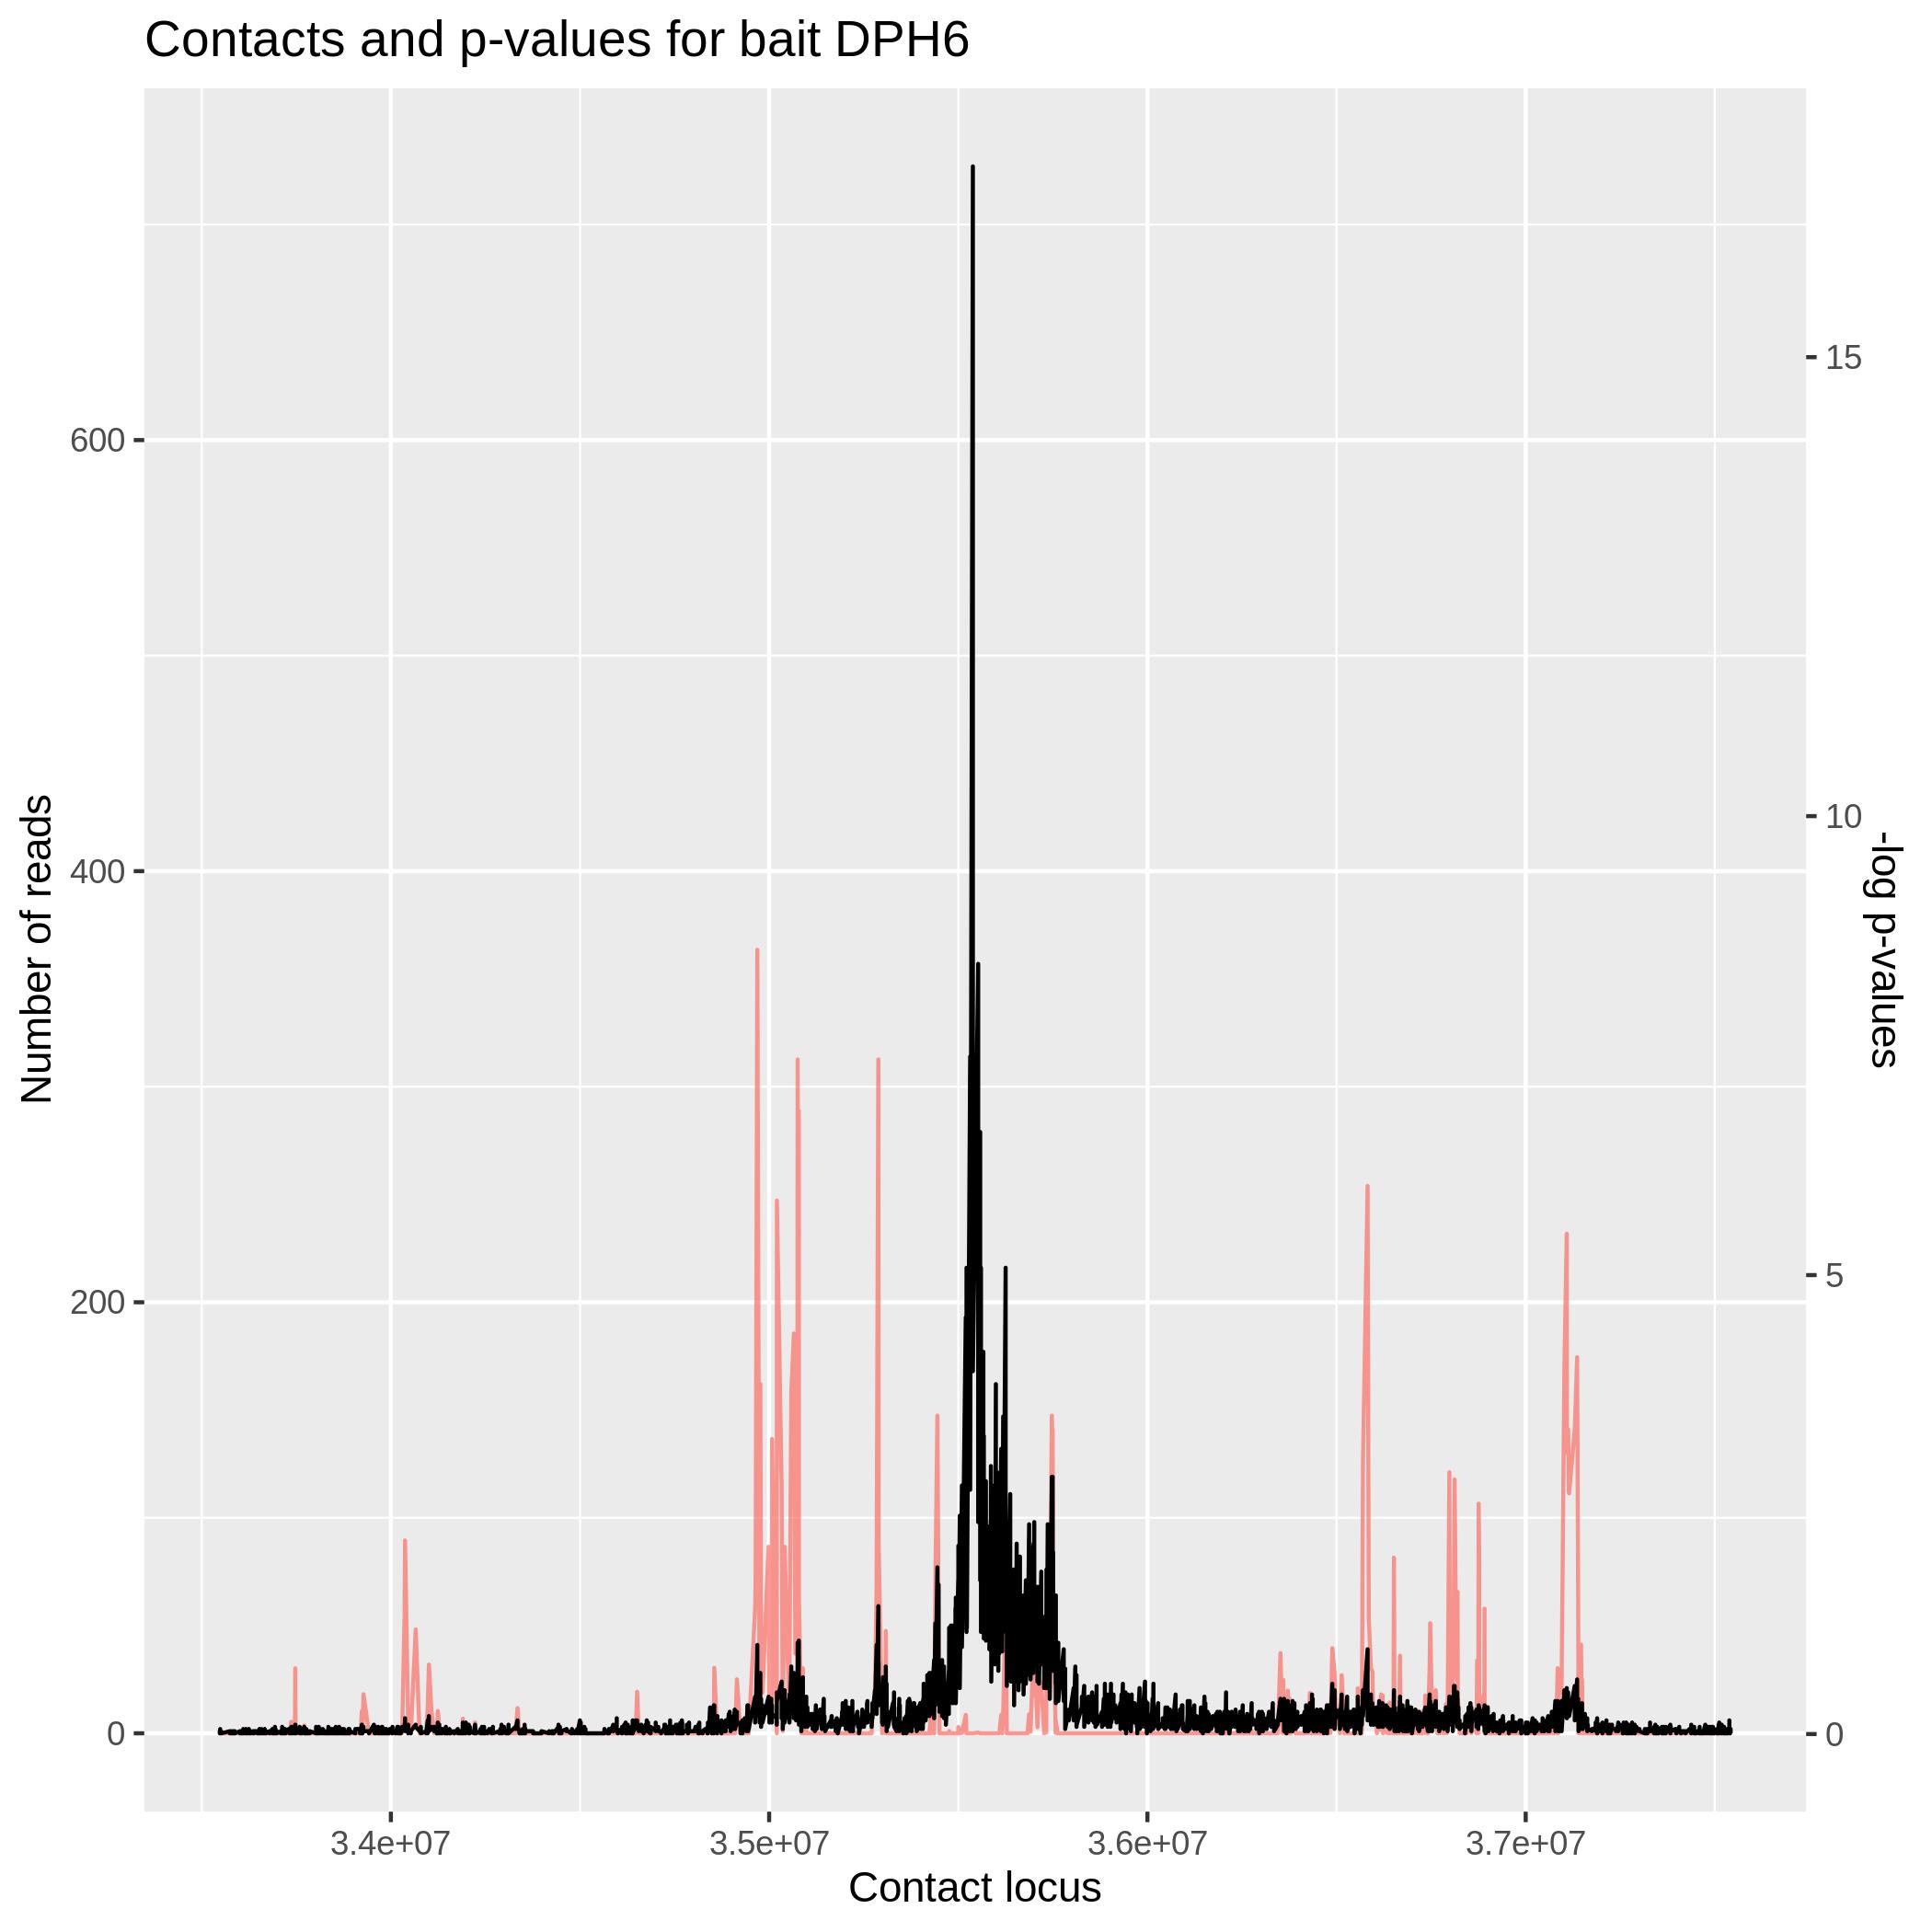 Contacts and p-values for bait DPH6
Number of reads
600
400
200
0
15
10
5
0
-log p-values
3.4e+07
3.5e+07
3.6e+07
3.7e+07
Contact locus